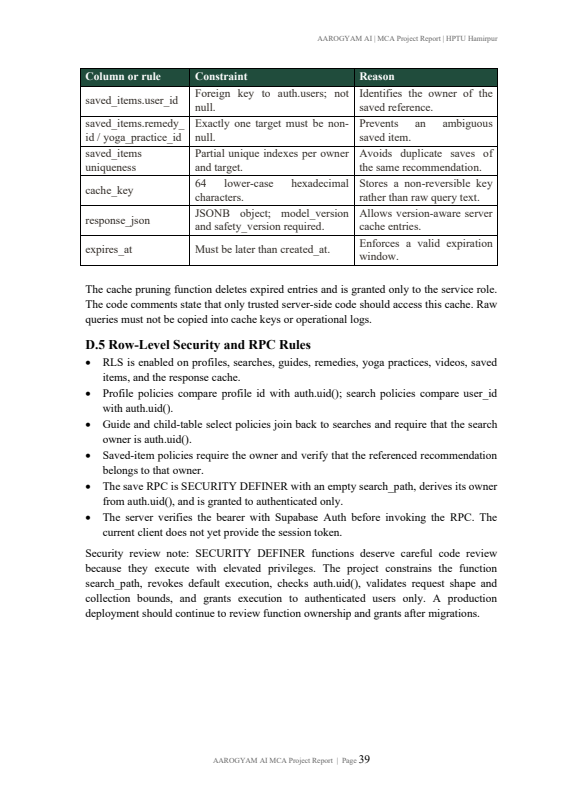 AAROGYAM AI | MCA Project Report | HPTU Hamirpur
Column or rule Constraint Reason
saved_items.user_id Foreign key to auth.users; not null. Identifies the owner of the saved reference.
saved_items.remedy_id / yoga_practice_id Exactly one target must be non-null. Prevents an ambiguous saved item.
saved_items uniqueness Partial unique indexes per owner and target. Avoids duplicate saves of the same recommendation.
cache_key 64 lower-case hexadecimal characters. Stores a non-reversible key rather than raw query text.
response_json JSONB object; model_version and safety_version required. Allows version-aware server cache entries.
expires_at Must be later than created_at. Enforces a valid expiration window.
The cache pruning function deletes expired entries and is granted only to the service role.
The code comments state that only trusted server-side code should access this cache. Raw
queries must not be copied into cache keys or operational logs.
D.5 Row-Level Security and RPC Rules
• RLS is enabled on profiles, searches, guides, remedies, yoga practices, videos, saved
items, and the response cache.
• Profile policies compare profile id with auth.uid(); search policies compare user_id
with auth.uid().
• Guide and child-table select policies join back to searches and require that the search
owner is auth.uid().
• Saved-item policies require the owner and verify that the referenced recommendation
belongs to that owner.
• The save RPC is SECURITY DEFINER with an empty search_path, derives its owner
from auth.uid(), and is granted to authenticated only.
• The server verifies the bearer with Supabase Auth before invoking the RPC. The
current client does not yet provide the session token.
Security review note: SECURITY DEFINER functions deserve careful code review
because they execute with elevated privileges. The project constrains the function
search_path, revokes default execution, checks auth.uid(), validates request shape and
collection bounds, and grants execution to authenticated users only. A production
deployment should continue to review function ownership and grants after migrations.
AAROGYAM AI MCA Project Report | Page 39